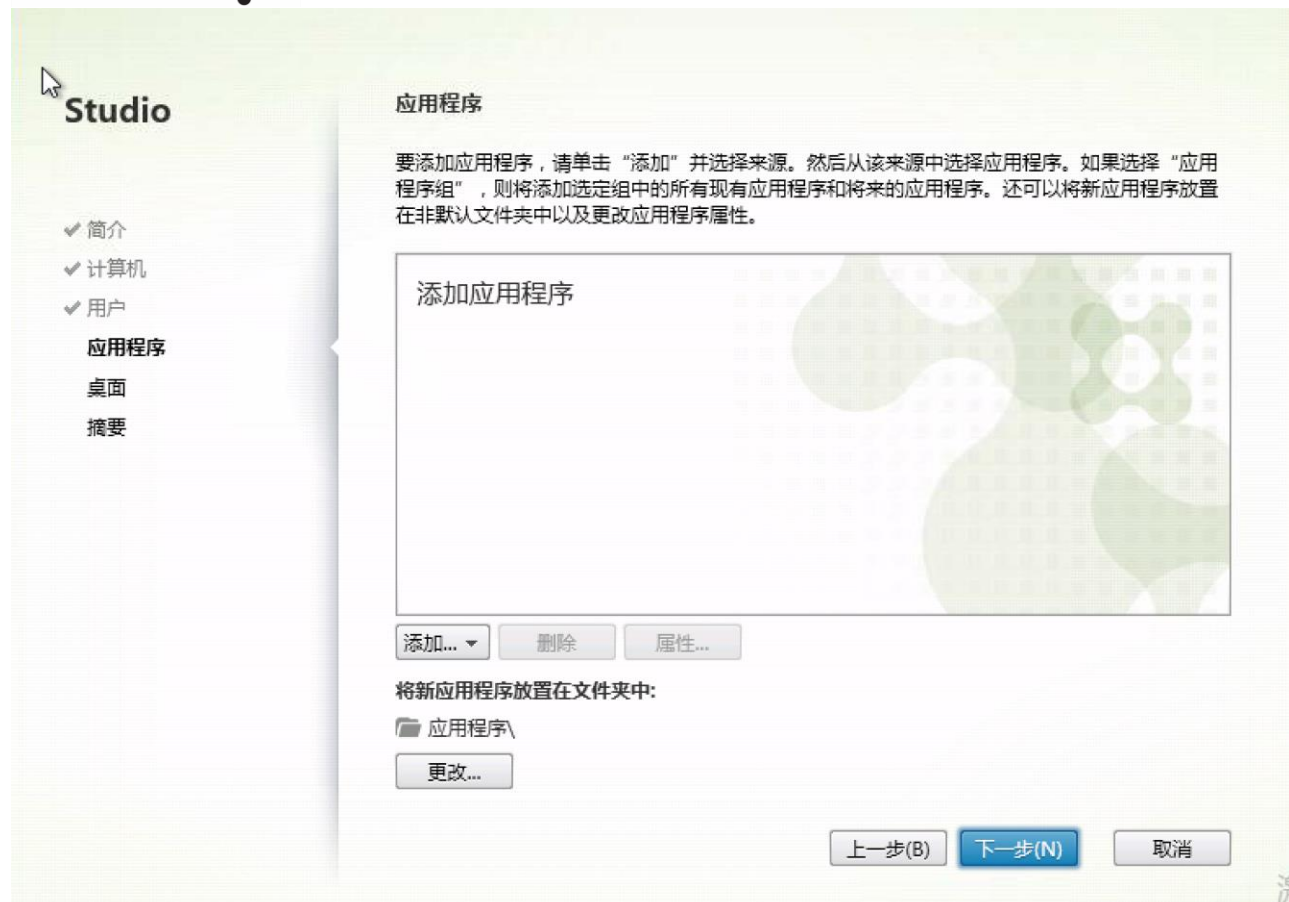 Studio
简介
计算机
用户
应用程序
桌面
摘要
应用程序
要添加应用程序，请单击“添加”并选择来源。然后从该来源中选择应用程序。如果选择“应用
程序组”，则将添加选定组中的所有现有应用程序和将来的应用程序。还可以将新应用程序放置
在非默认文件夹中以及更改应用程序属性。
添加应用程序
添加... 删除 属性...
将新应用程序放置在文件夹中:
应用程序\
更改...
上一步(B) 下一步(N) 取消